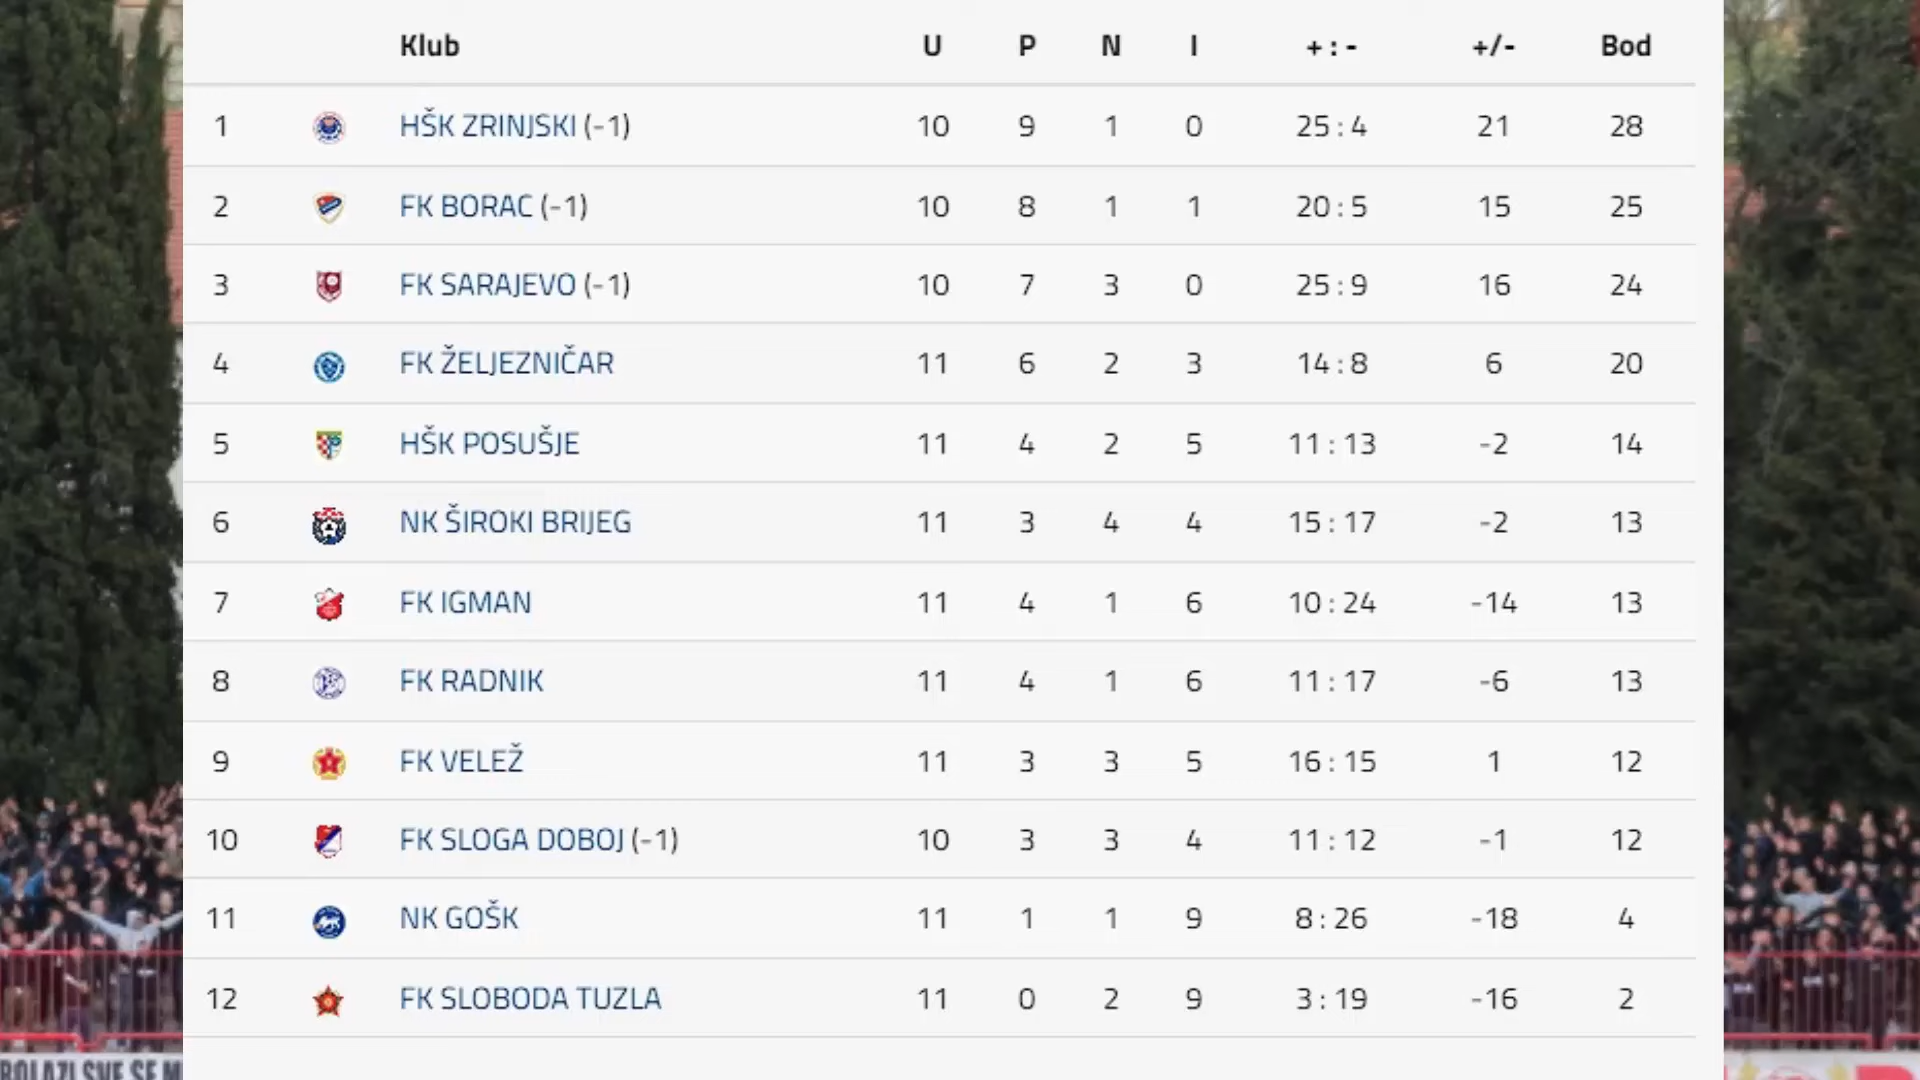 Klub U P N I + : - +/- Bod
1 HŠK ZRINJSKI (-1) 10 9 1 0 25 : 4 21 28
2 FK BORAC (-1) 10 8 1 1 20 : 5 15 25
3 FK SARAJEVO (-1) 10 7 3 0 25 : 9 16 24
4 FK ŽELJEZNIČAR 11 6 2 3 14 : 8 6 20
5 HŠK POSUŠJE 11 4 2 5 11 : 13 -2 14
6 NK ŠIROKI BRIJEG 11 3 4 4 15 : 17 -2 13
7 FK IGMAN 11 4 1 6 10 : 24 -14 13
8 FK RADNIK 11 4 1 6 11 : 17 -6 13
9 FK VELEŽ 11 3 3 5 16 : 15 1 12
10 FK SLOGA DOBOJ (-1) 10 3 3 4 11 : 12 -1 12
11 NK GOŠK 11 1 1 9 8 : 26 -18 4
12 FK SLOBODA TUZLA 11 0 2 9 3 : 19 -16 2
SVE SE